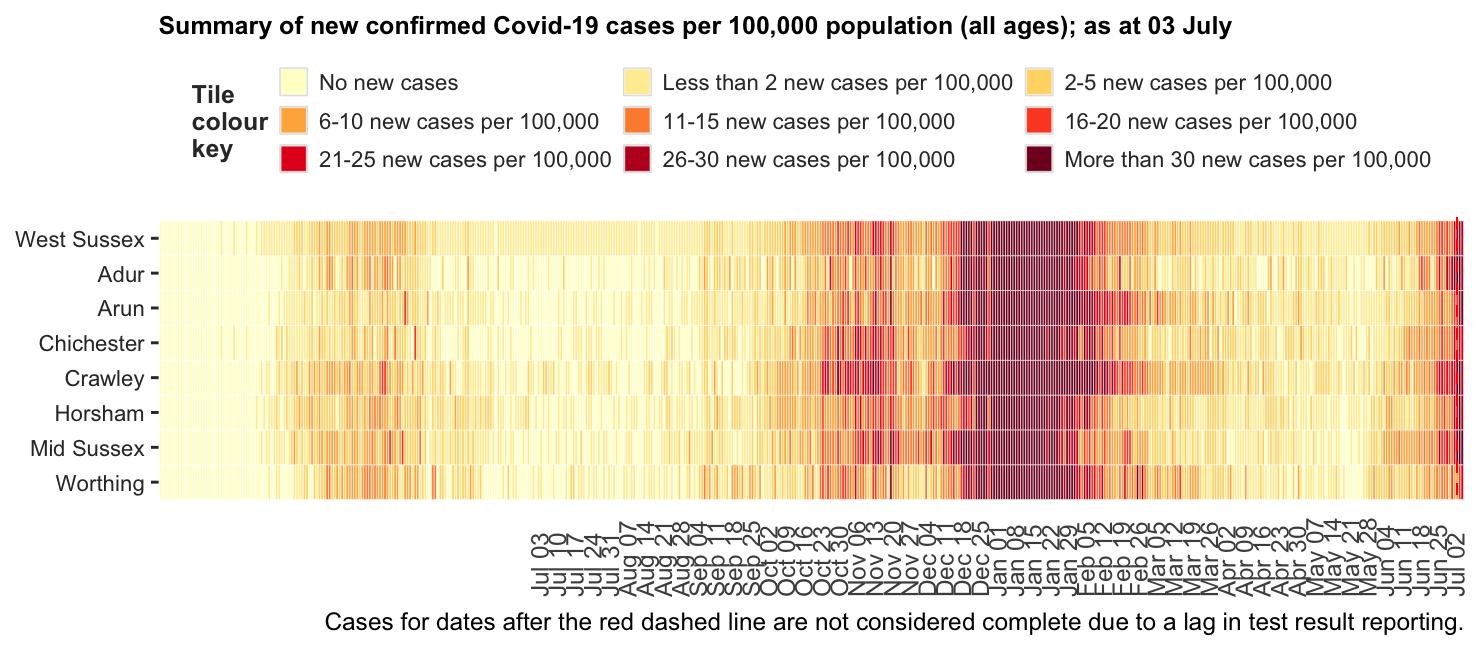 Summary of new confirmed Covid-19 cases per 100,000 population (all ages); as at 03 July
Tile colour key
No new cases
Less than 2 new cases per 100,000
2-5 new cases per 100,000
6-10 new cases per 100,000
11-15 new cases per 100,000
16-20 new cases per 100,000
21-25 new cases per 100,000
26-30 new cases per 100,000
More than 30 new cases per 100,000
West Sussex
Adur
Arun
Chichester
Crawley
Horsham
Mid Sussex
Worthing
Jul 03
Jul 10
Jul 17
Jul 24
Jul 31
Aug 07
Aug 14
Aug 21
Aug 28
Sep 04
Sep 11
Sep 18
Sep 25
Oct 02
Oct 09
Oct 16
Oct 23
Oct 30
Nov 06
Nov 13
Nov 20
Nov 27
Dec 04
Dec 11
Dec 18
Dec 25
Jan 01
Jan 08
Jan 15
Jan 22
Jan 29
Feb 05
Feb 12
Feb 19
Feb 26
Mar 05
Mar 12
Mar 19
Mar 26
Apr 02
Apr 09
Apr 16
Apr 23
Apr 30
May 07
May 14
May 21
May 28
Jun 04
Jun 11
Jun 18
Jun 25
Jul 02
Cases for dates after the red dashed line are not considered complete due to a lag in test result reporting.